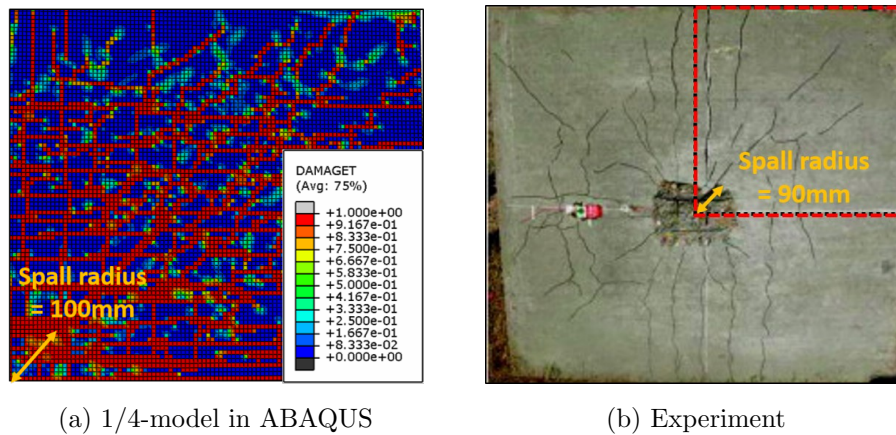 DAMAGET
(Avg: 75%)
+1.000e+00
+9.167e-01
+8.333e-01
+7.500e-01
+6.667e-01
+5.833e-01
+5.000e-01
+4.167e-01
+3.333e-01
+2.500e-01
+1.667e-01
+8.333e-02
+0.000e+00
Spall radius
= 100mm
Spall radius
= 90mm
(a) 1/4-model in ABAQUS
(b) Experiment